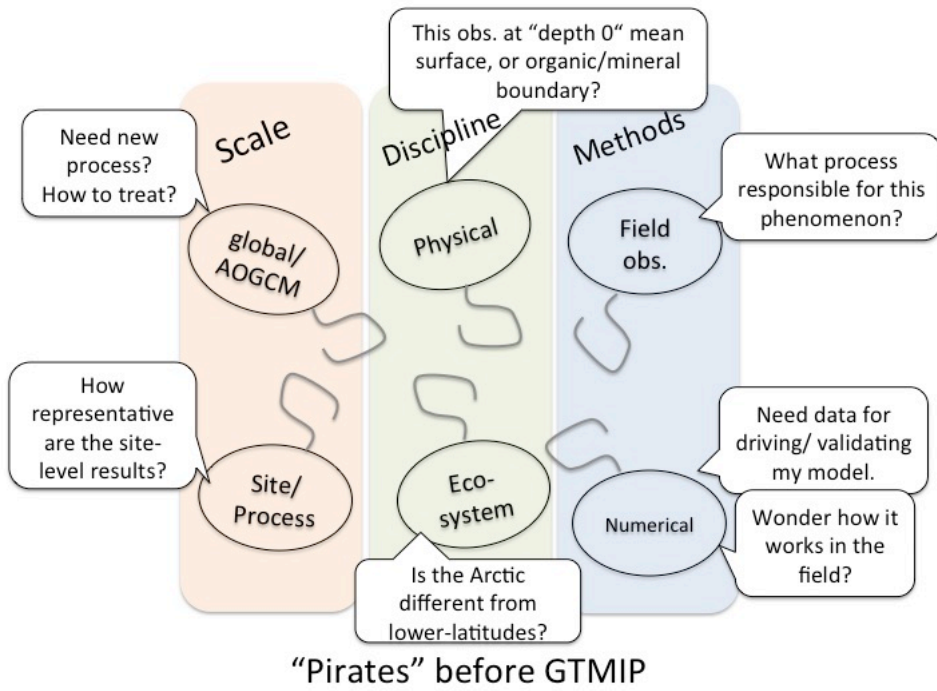 This obs. at “depth 0“ mean
surface, or organic/mineral
boundary?
Scale
Discipline
Methods
Need new
process?
How to treat?
What process
responsible for this
phenomenon?
global/
AOGCM
Physical
Field
obs.
How
representative
are the site-
level results?
Need data for
driving/ validating
my model.
Site/
Process
Eco-
system
Numerical
Wonder how it
works in the
field?
Is the Arctic
different from
lower-latitudes?
“Pirates” before GTMIP